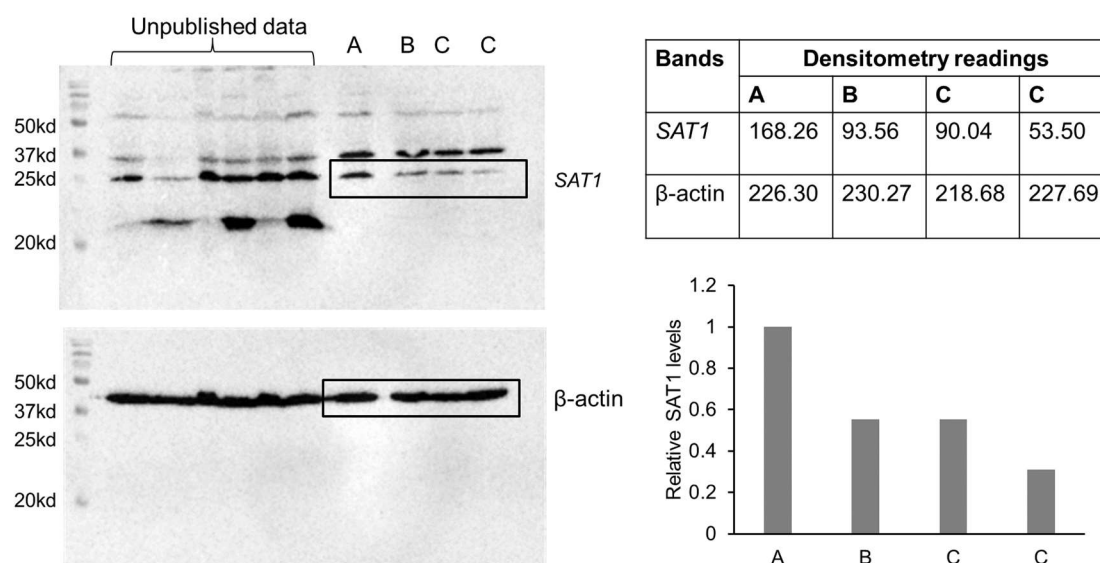 Unpublished data
A B C C
50kd
37kd
25kd
20kd
SAT1
50kd
37kd
25kd
20kd
β-actin
Bands Densitometry readings
A B C C
SAT1 168.26 93.56 90.04 53.50
β-actin 226.30 230.27 218.68 227.69
Relative SAT1 levels
1.2
1
0.8
0.6
0.4
0.2
0
A B C C